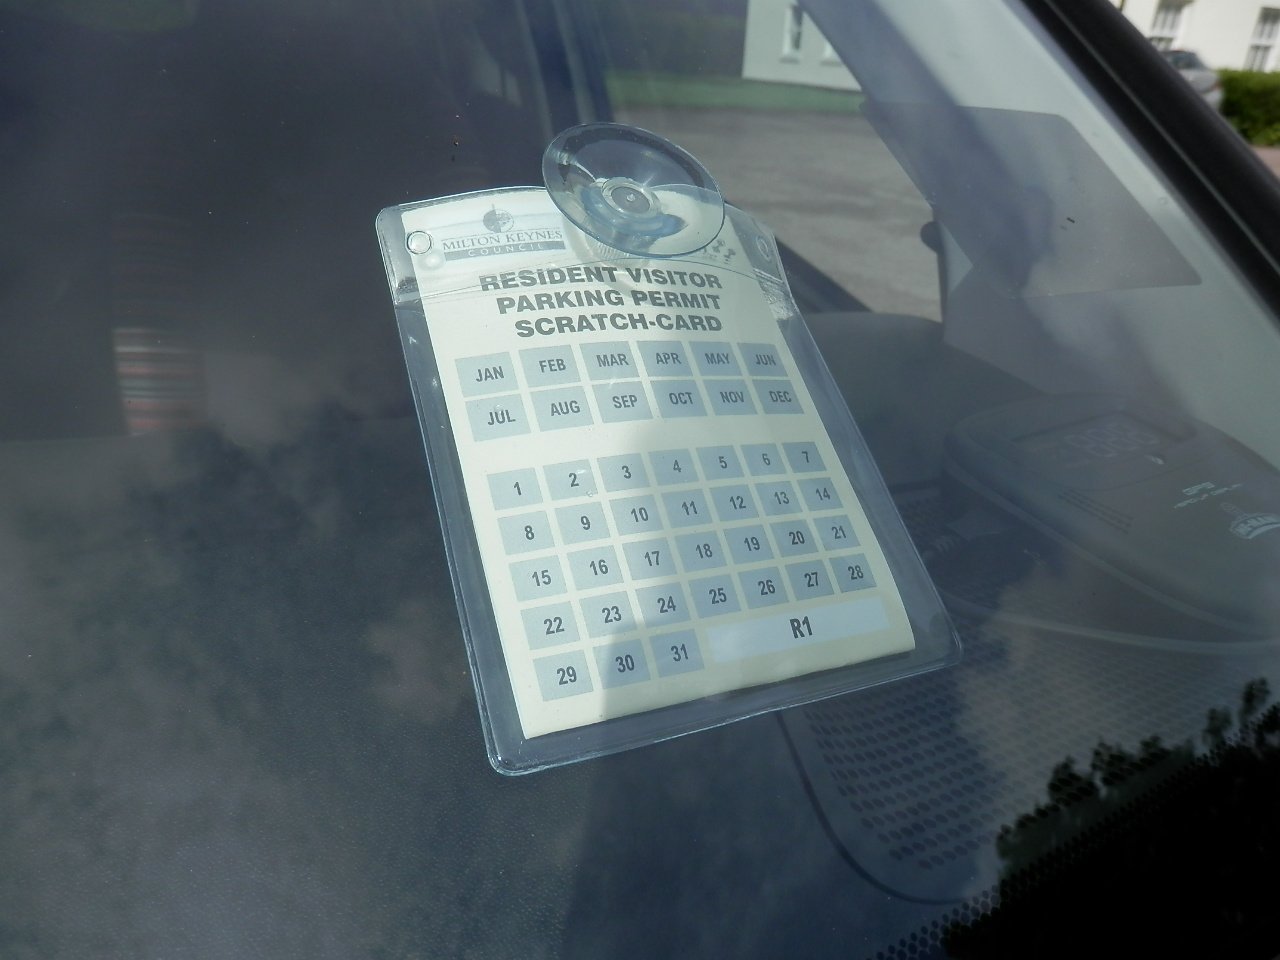 MILTON KEYNES
COUNCIL
RESIDENT VISITOR
PARKING PERMIT
SCRATCH-CARD
JAN FEB MAR APR MAY JUN
JUL AUG SEP OCT NOV DEC
1 2 3 4 5 6 7
8 9 10 11 12 13 14
15 16 17 18 19 20 21
22 23 24 25 26 27 28
29 30 31 R1